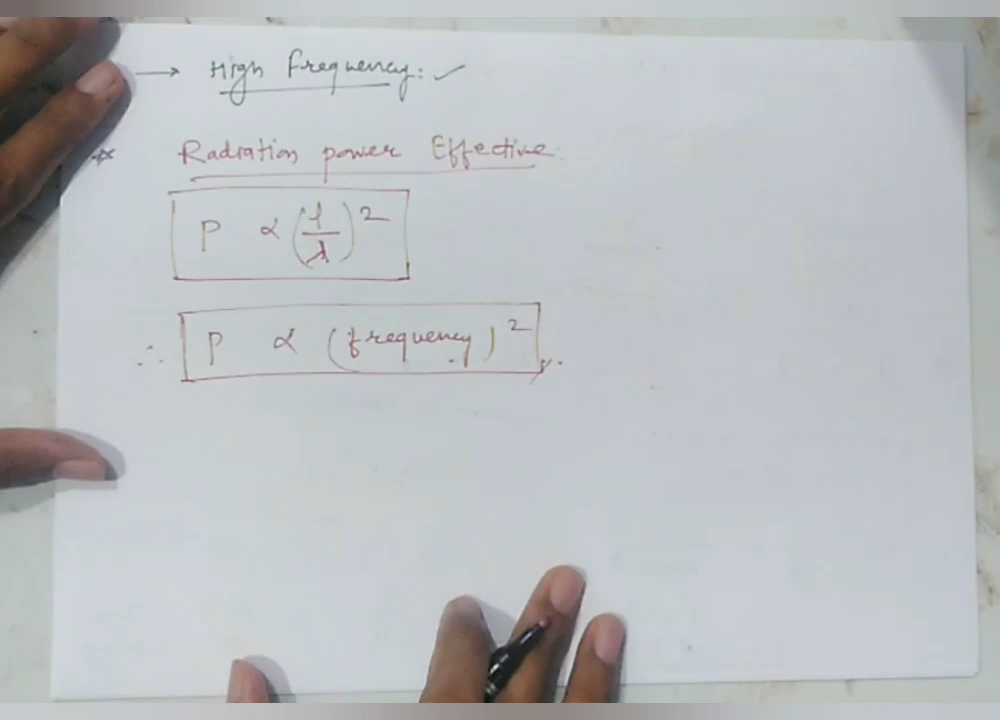 → High frequency: ✓
* Radiation power Effective:
P ∝ (1/λ)²
∴ P ∝ (frequency)²